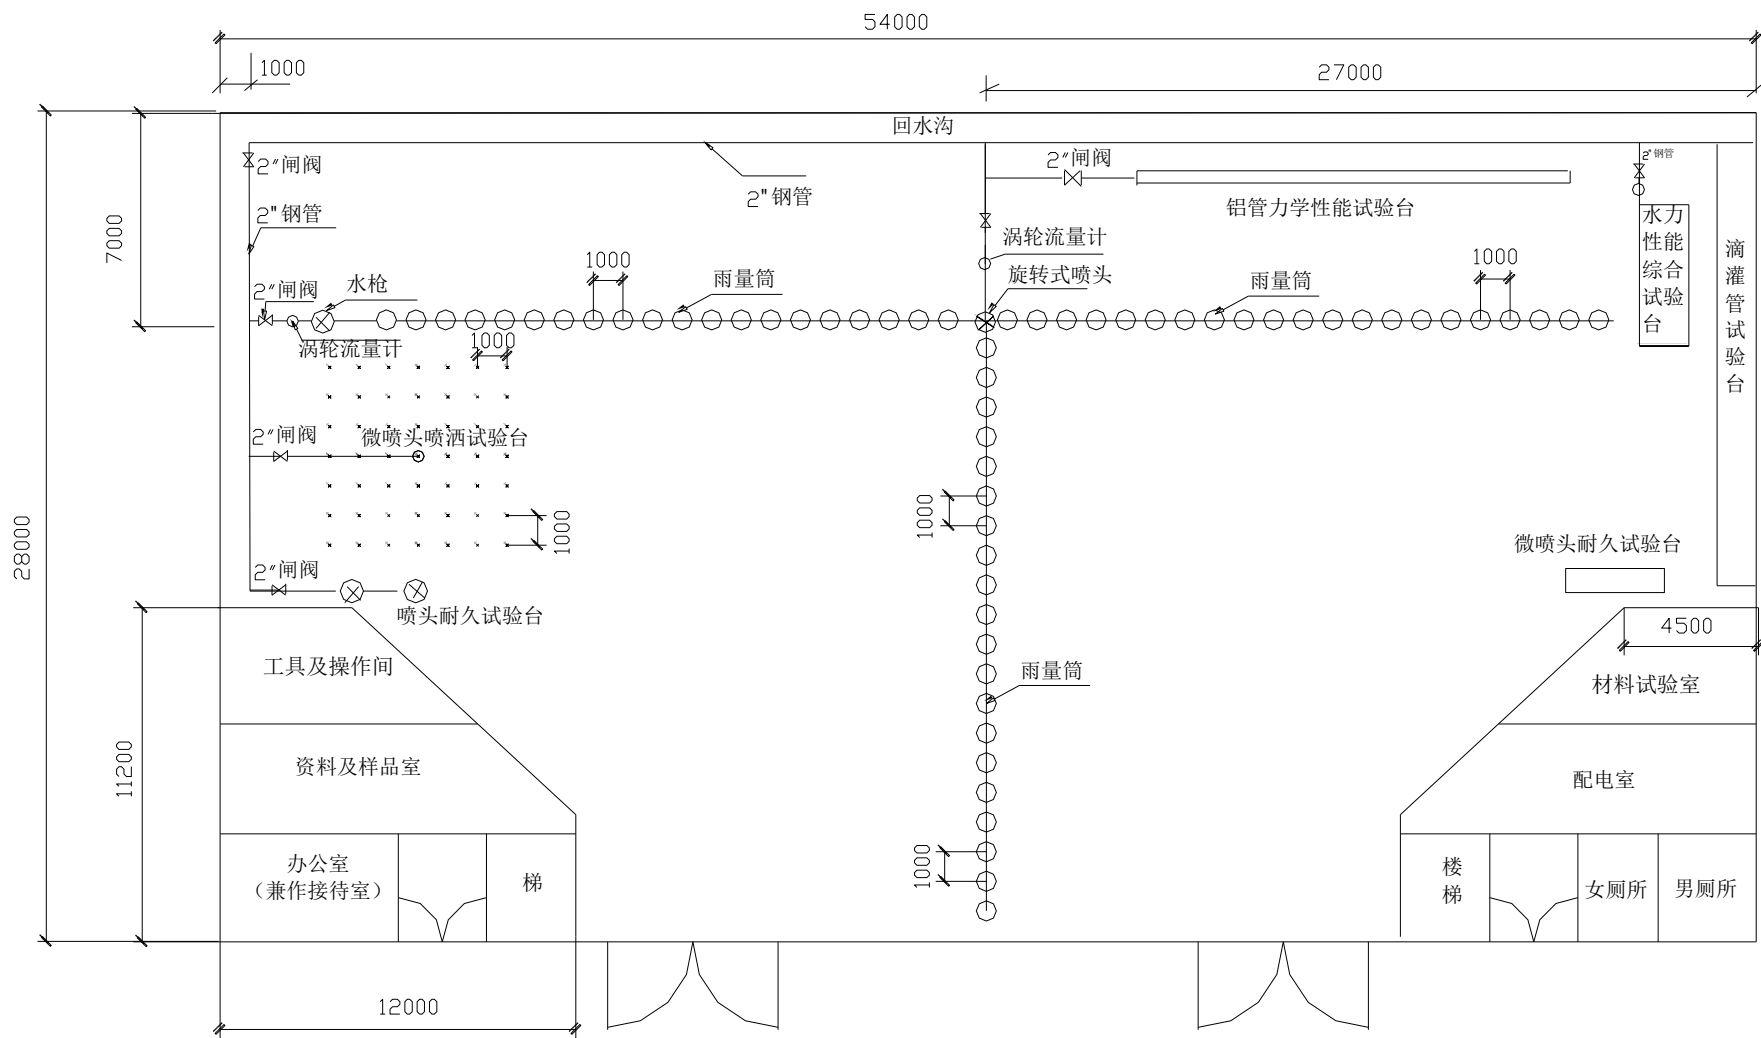 54000
1000
27000
回水沟
2"闸阀
2"闸阀
2"钢管
2"钢管
铝管力学性能试验台
2"钢管
7000
水力
性能
综合
试验
台
滴
灌
管
试
验
台
涡轮流量计
1000
雨量筒
旋转式喷头
雨量筒
1000
2"闸阀
水枪
涡轮流量计
1000
2"闸阀
微喷头喷洒试验台
1000
1000
28000
微喷头耐久试验台
2"闸阀
喷头耐久试验台
4500
工具及操作间
雨量筒
材料试验室
11200
资料及样品室
配电室
办公室
（兼作接待室）
梯
1000
楼
梯
女厕所
男厕所
12000